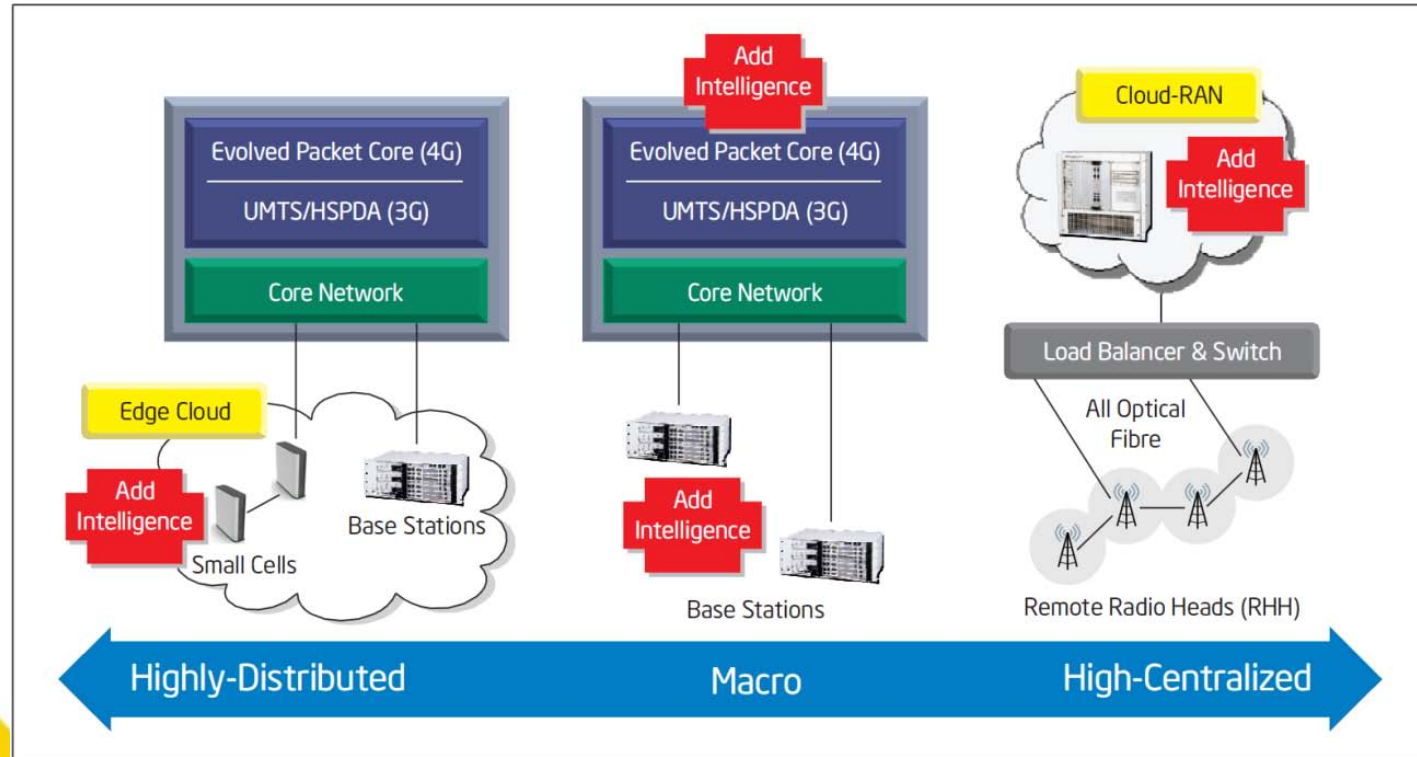 Evolved Packet Core (4G)
UMTS/HSPDA (3G)
Core Network
Edge Cloud
Add
Intelligence
Small Cells
Base Stations
Add
Intelligence
Evolved Packet Core (4G)
UMTS/HSPDA (3G)
Core Network
Add
Intelligence
Base Stations
Cloud-RAN
Add
Intelligence
Load Balancer & Switch
All Optical
Fibre
Remote Radio Heads (RHH)
Highly-Distributed
Macro
High-Centralized